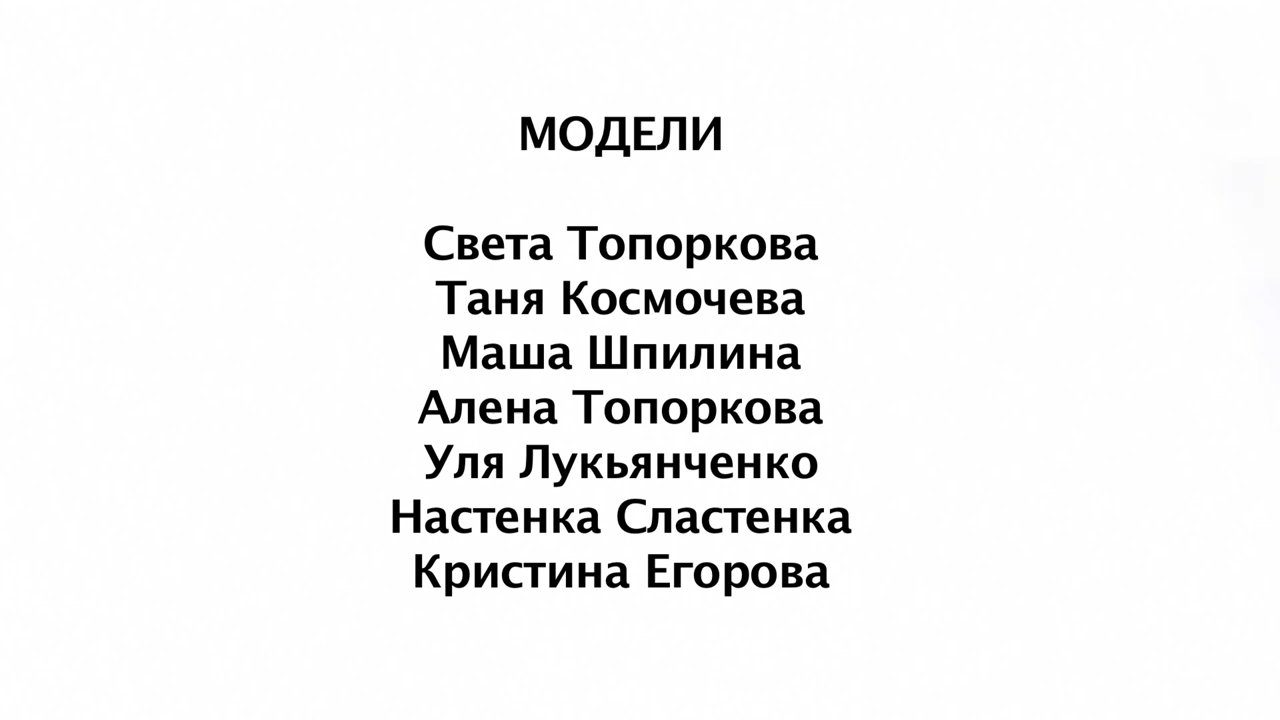 МОДЕЛИ
Света Топоркова
Таня Космочева
Маша Шпилина
Алена Топоркова
Уля Лукьянченко
Настенка Сластенка
Кристина Егорова